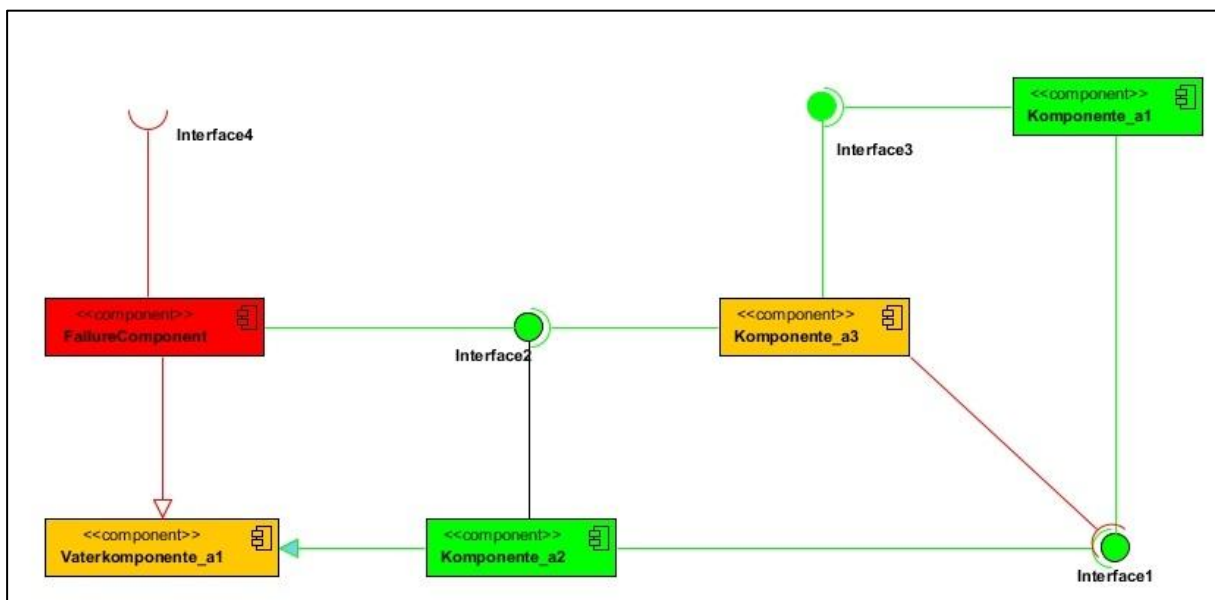 <<component>>
Komponente_a1
Interface4
Interface3
<<component>>
FailureComponent
Interface2
<<component>>
Komponente_a3
<<component>>
Vaterkomponente_a1
<<component>>
Komponente_a2
Interface1